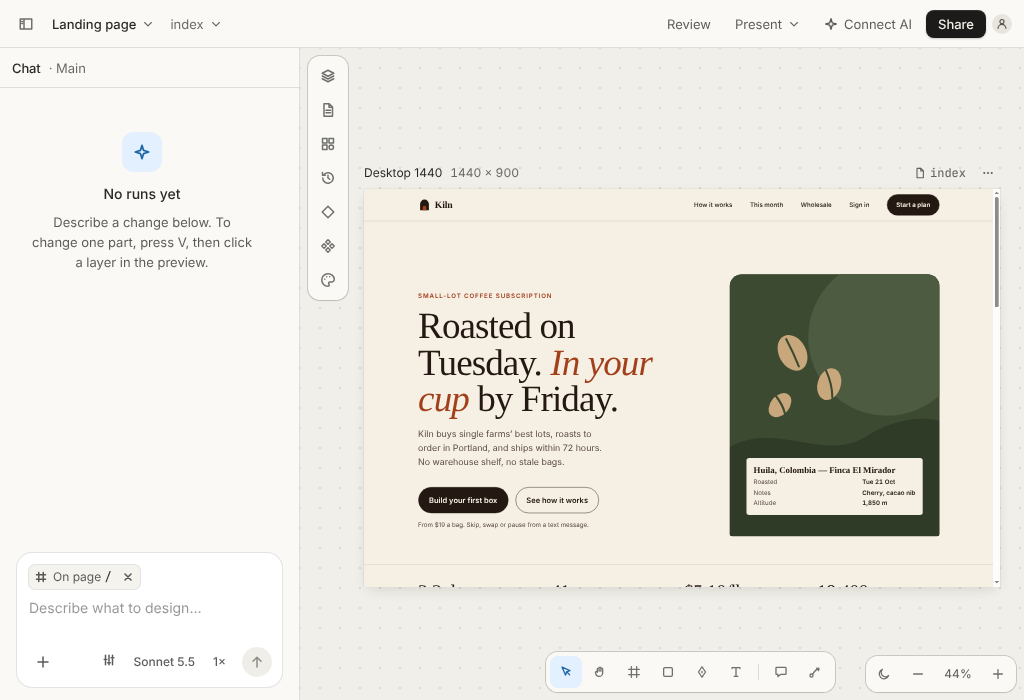 Landing page
index
Review
Present
Connect AI
Share
Chat · Main
No runs yet
Describe a change below. To
change one part, press V, then click
a layer in the preview.
On page /
Describe what to design...
Sonnet 5.5
1×
Desktop 1440 1440 × 900
index
Kiln
How it works
This month
Wholesale
Sign in
Start a plan
SMALL-LOT COFFEE SUBSCRIPTION
Roasted on
Tuesday. In your
cup by Friday.
Kiln buys single farms' best lots, roasts to
order in Portland, and ships within 72 hours.
No warehouse shelf, no stale bags.
Build your first box
See how it works
From $19 a bag. Skip, swap or pause from a text message.
Huila, Colombia — Finca El Mirador
Roasted Tue 21 Oct
Notes Cherry, cacao nib
Altitude 1,850 m
44%